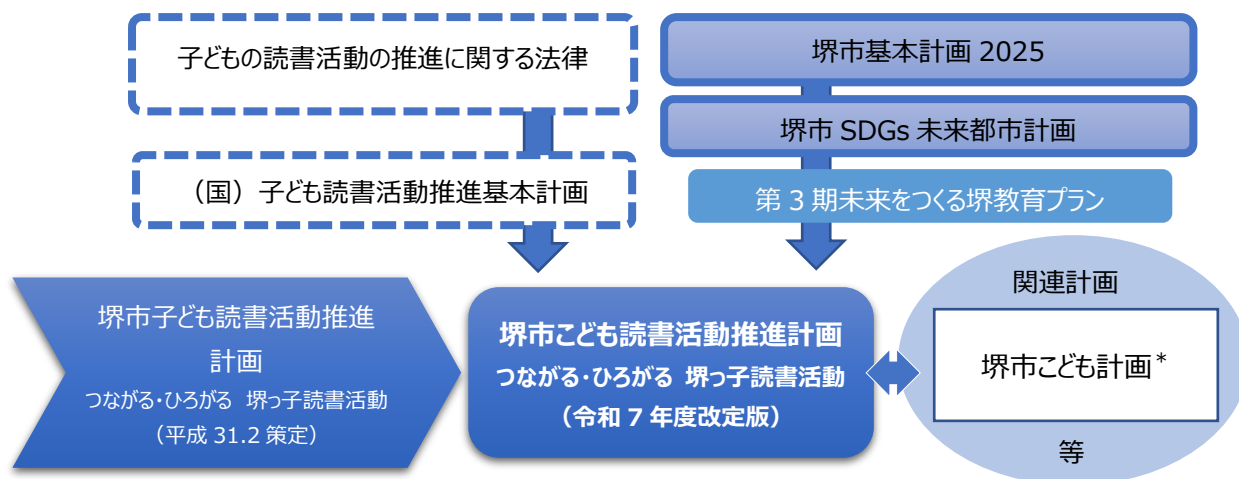 子どもの読書活動の推進に関する法律
（国）子ども読書活動推進基本計画
堺市基本計画 2025
堺市 SDGs 未来都市計画
第 3 期未来をつくる堺教育プラン
堺市子ども読書活動推進
計画
つながる・ひろがる 堺っ子読書活動
（平成 31.2 策定）
堺市こども読書活動推進計画
つながる・ひろがる 堺っ子読書活動
（令和 7 年度改定版）
関連計画
堺市こども計画*
等